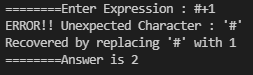 ========Enter Expression : #+1
ERROR!! Unexpected Character : '#'
Recovered by replacing '#' with 1
========Answer is 2